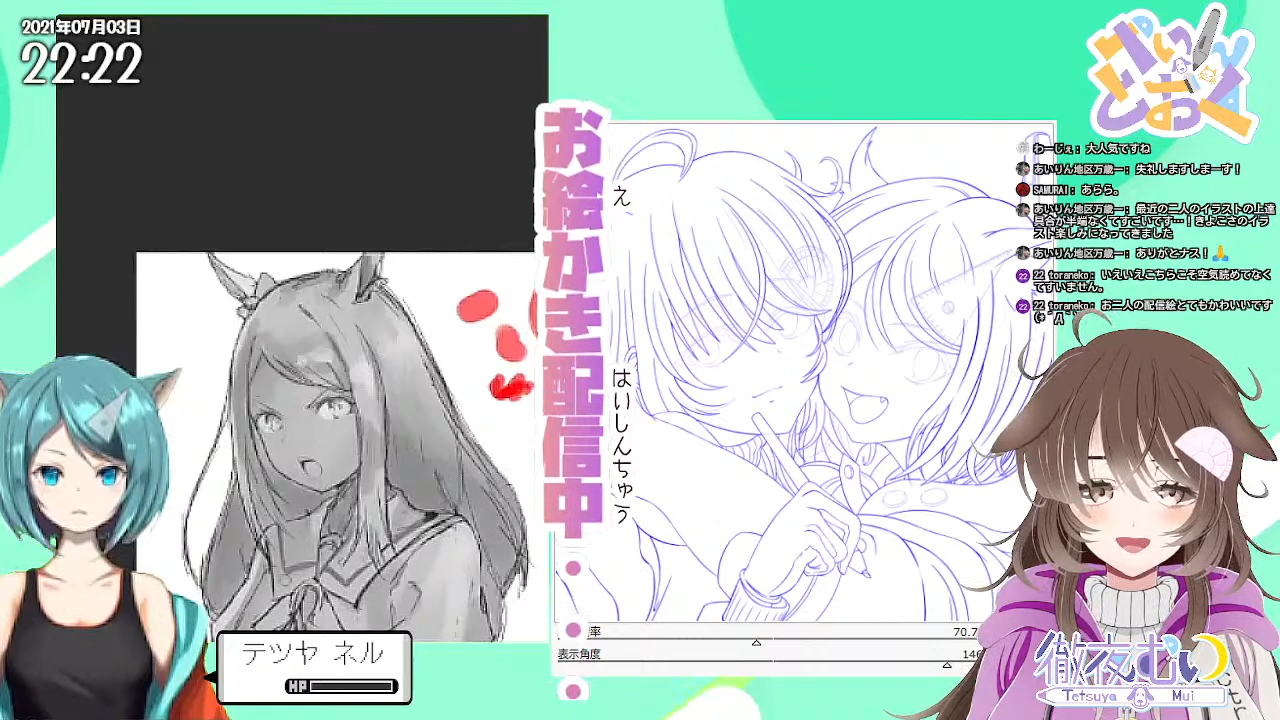 2021年07月03日
22:22
お絵かき配信中
え
はいしんちゅう
わーじぇ: 大人気ですね
あいりん地区万歳一: 失礼しますしまーす！
SAMURAI: あらら。
あいりん地区万歳一: 最近の二人のイラストの上達
具合が半端なくてすごいです…！きよここのイラ
スト楽しみになってきました
あいりん地区万歳一: ありがとナス！🙏
22 toraneko: いえいえこちらこそ空気読めてなく
てすいません。
22 toraneko: お二人の配信絵とてもかわいいです
率 70.7
表示角度 146
テツヤ ネル
HP
徹夜むい
Tetsuya Mui